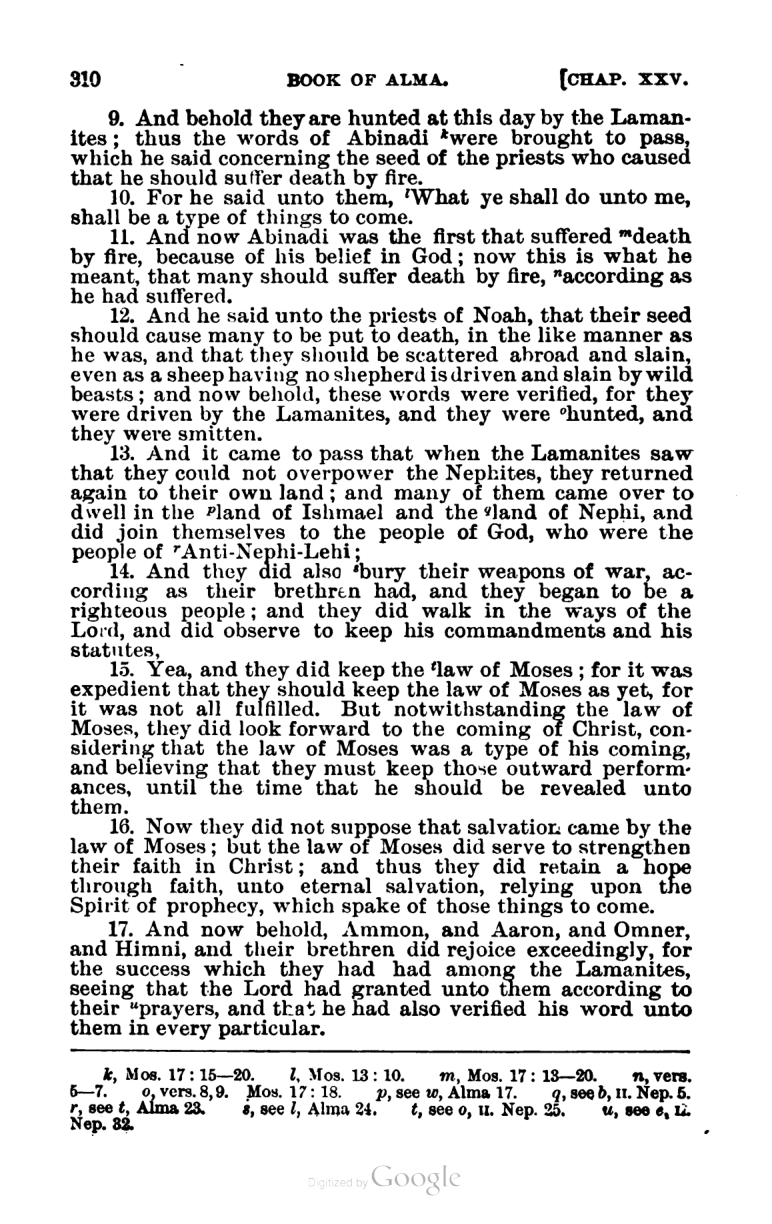 310 BOOK OF ALMA. [CHAP. XXV.
9. And behold they are hunted at this day by the Laman-
ites; thus the words of Abinadi ᵏwere brought to pass,
which he said concerning the seed of the priests who caused
that he should suffer death by fire.
10. For he said unto them, ˡWhat ye shall do unto me,
shall be a type of things to come.
11. And now Abinadi was the first that suffered ᵐdeath
by fire, because of his belief in God; now this is what he
meant, that many should suffer death by fire, ⁿaccording as
he had suffered.
12. And he said unto the priests of Noah, that their seed
should cause many to be put to death, in the like manner as
he was, and that they should be scattered abroad and slain,
even as a sheep having no shepherd is driven and slain by wild
beasts; and now behold, these words were verified, for they
were driven by the Lamanites, and they were ᵒhunted, and
they were smitten.
13. And it came to pass that when the Lamanites saw
that they could not overpower the Nephites, they returned
again to their own land; and many of them came over to
dwell in the ᵖland of Ishmael and the qland of Nephi, and
did join themselves to the people of God, who were the
people of ʳAnti-Nephi-Lehi;
14. And they did also ˢbury their weapons of war, ac-
cording as their brethren had, and they began to be a
righteous people; and they did walk in the ways of the
Lord, and did observe to keep his commandments and his
statutes,
15. Yea, and they did keep the ᵗlaw of Moses; for it was
expedient that they should keep the law of Moses as yet, for
it was not all fulfilled. But notwithstanding the law of
Moses, they did look forward to the coming of Christ, con-
sidering that the law of Moses was a type of his coming,
and believing that they must keep those outward perform-
ances, until the time that he should be revealed unto
them.
16. Now they did not suppose that salvation came by the
law of Moses; but the law of Moses did serve to strengthen
their faith in Christ; and thus they did retain a hope
through faith, unto eternal salvation, relying upon the
Spirit of prophecy, which spake of those things to come.
17. And now behold, Ammon, and Aaron, and Omner,
and Himni, and their brethren did rejoice exceedingly, for
the success which they had had among the Lamanites,
seeing that the Lord had granted unto them according to
their ᵘprayers, and that he had also verified his word unto
them in every particular.
k, Mos. 17: 15—20. l, Mos. 13: 10. m, Mos. 17: 13—20. n, vers.
5—7. o, vers. 8, 9. Mos. 17: 18. p, see w, Alma 17. q, see b, II. Nep. 5.
r, see t, Alma 23. s, see l, Alma 24. t, see o, II. Nep. 25. u, see e, II.
Nep. 32.
Digitized by Google